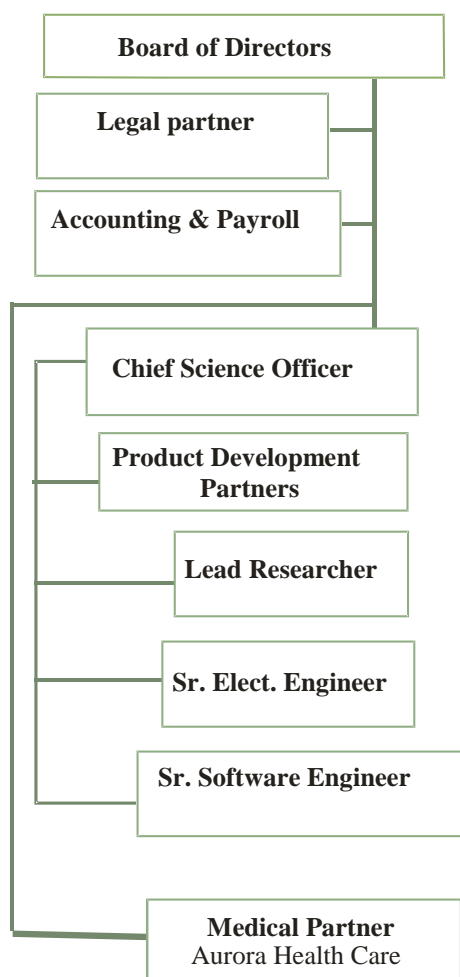 Board of Directors
Legal partner
Accounting & Payroll
Chief Science Officer
Product Development
Partners
Lead Researcher
Sr. Elect. Engineer
Sr. Software Engineer
Medical Partner
Aurora Health Care